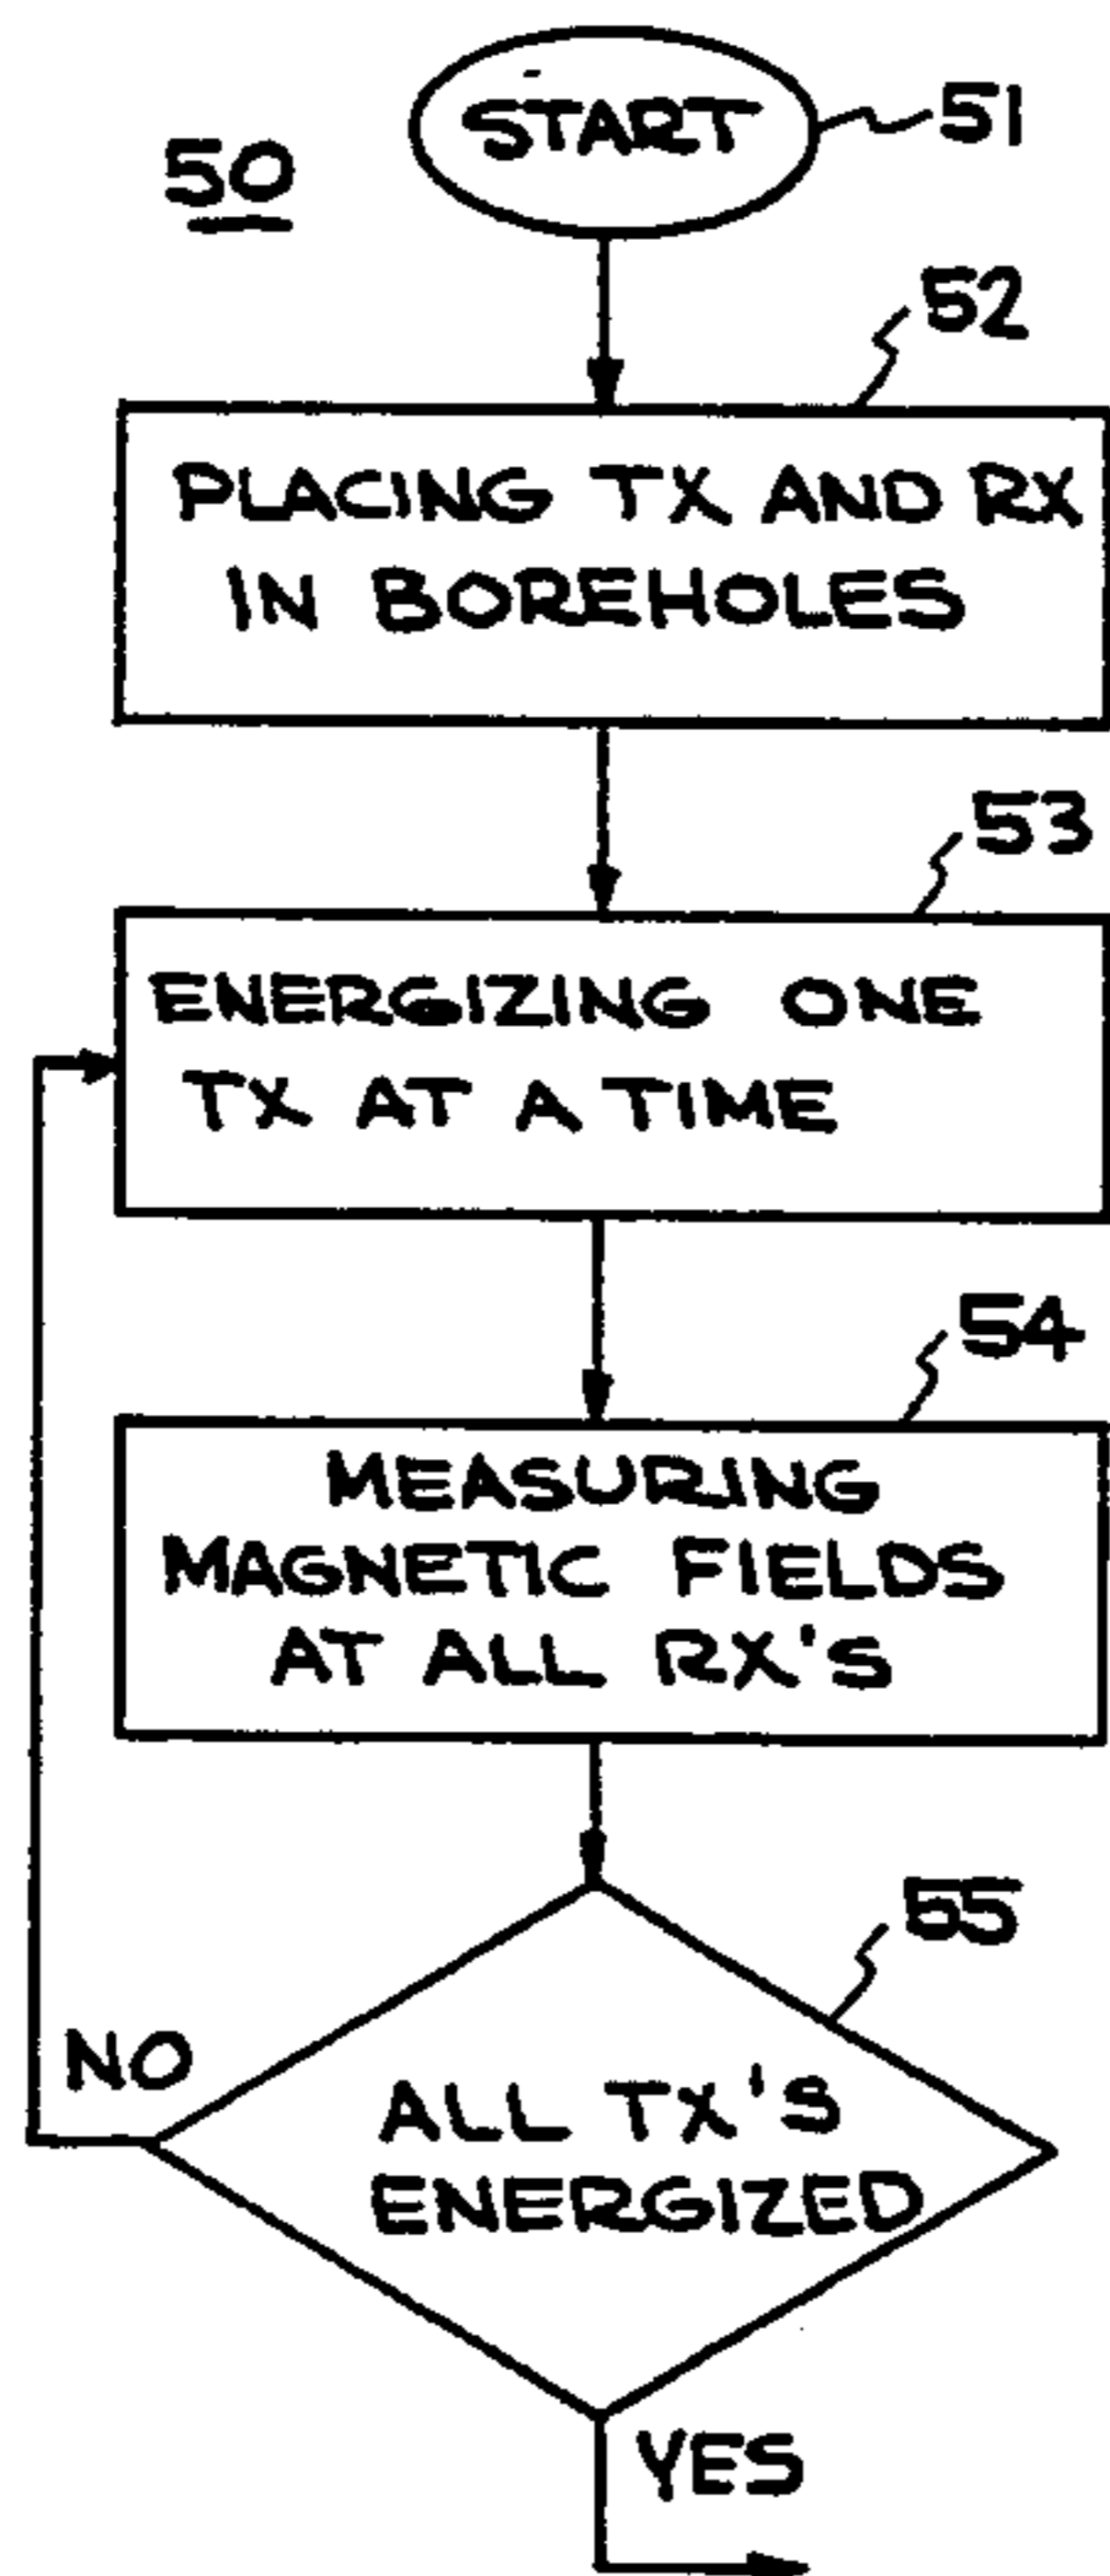 START
51
50
52
PLACING TX AND RX
IN BOREHOLES
53
ENERGIZING ONE
TX AT A TIME
54
MEASURING
MAGNETIC FIELDS
AT ALL RX'S
55
NO
ALL TX'S
ENERGIZED
YES